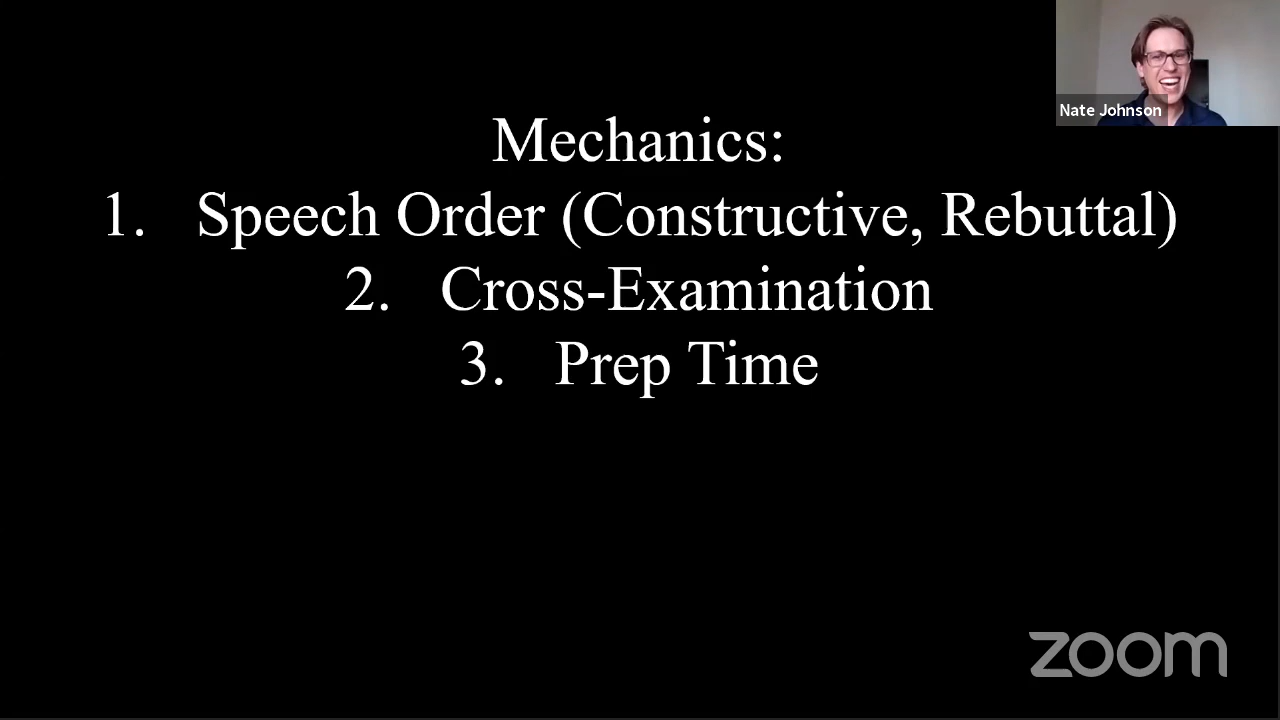 Nate Johnson
Mechanics:
1. Speech Order (Constructive, Rebuttal)
2. Cross-Examination
3. Prep Time
zoom